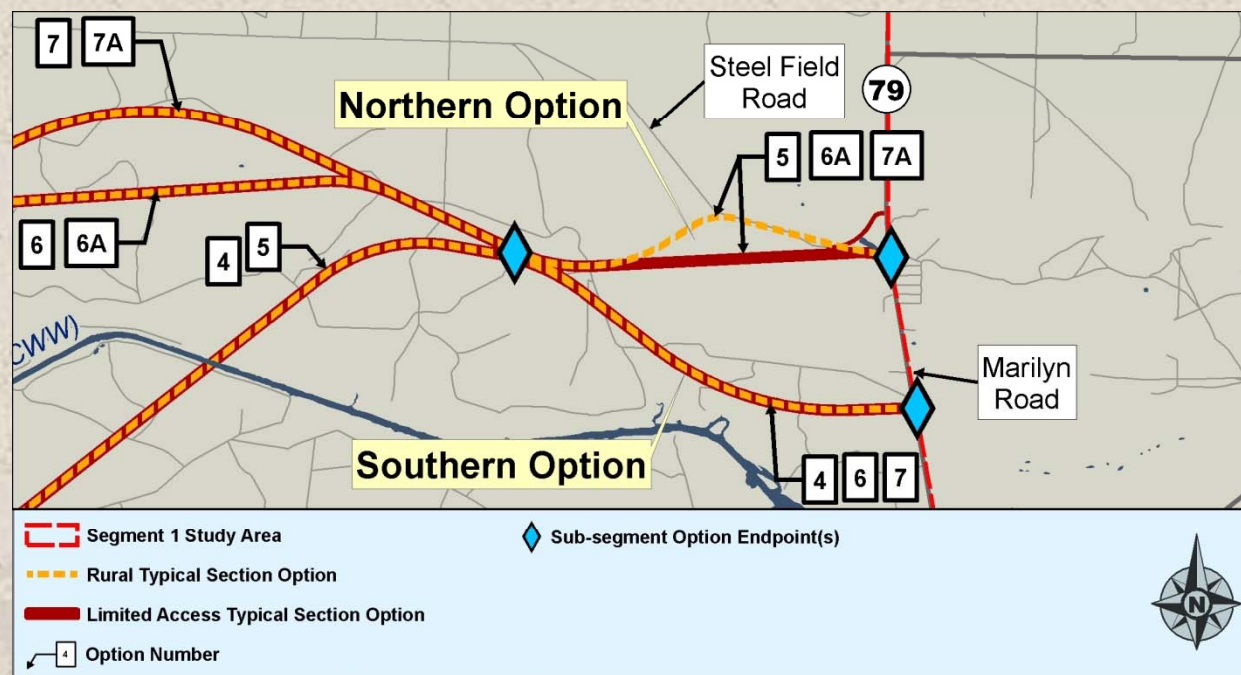 7 7A
Northern Option
Steel Field
Road
79
5 6A 7A
6 6A
4 5
CWW)
Marilyn
Road
Southern Option
4 6 7
Segment 1 Study Area
Sub-segment Option Endpoint(s)
Rural Typical Section Option
Limited Access Typical Section Option
4 Option Number
N